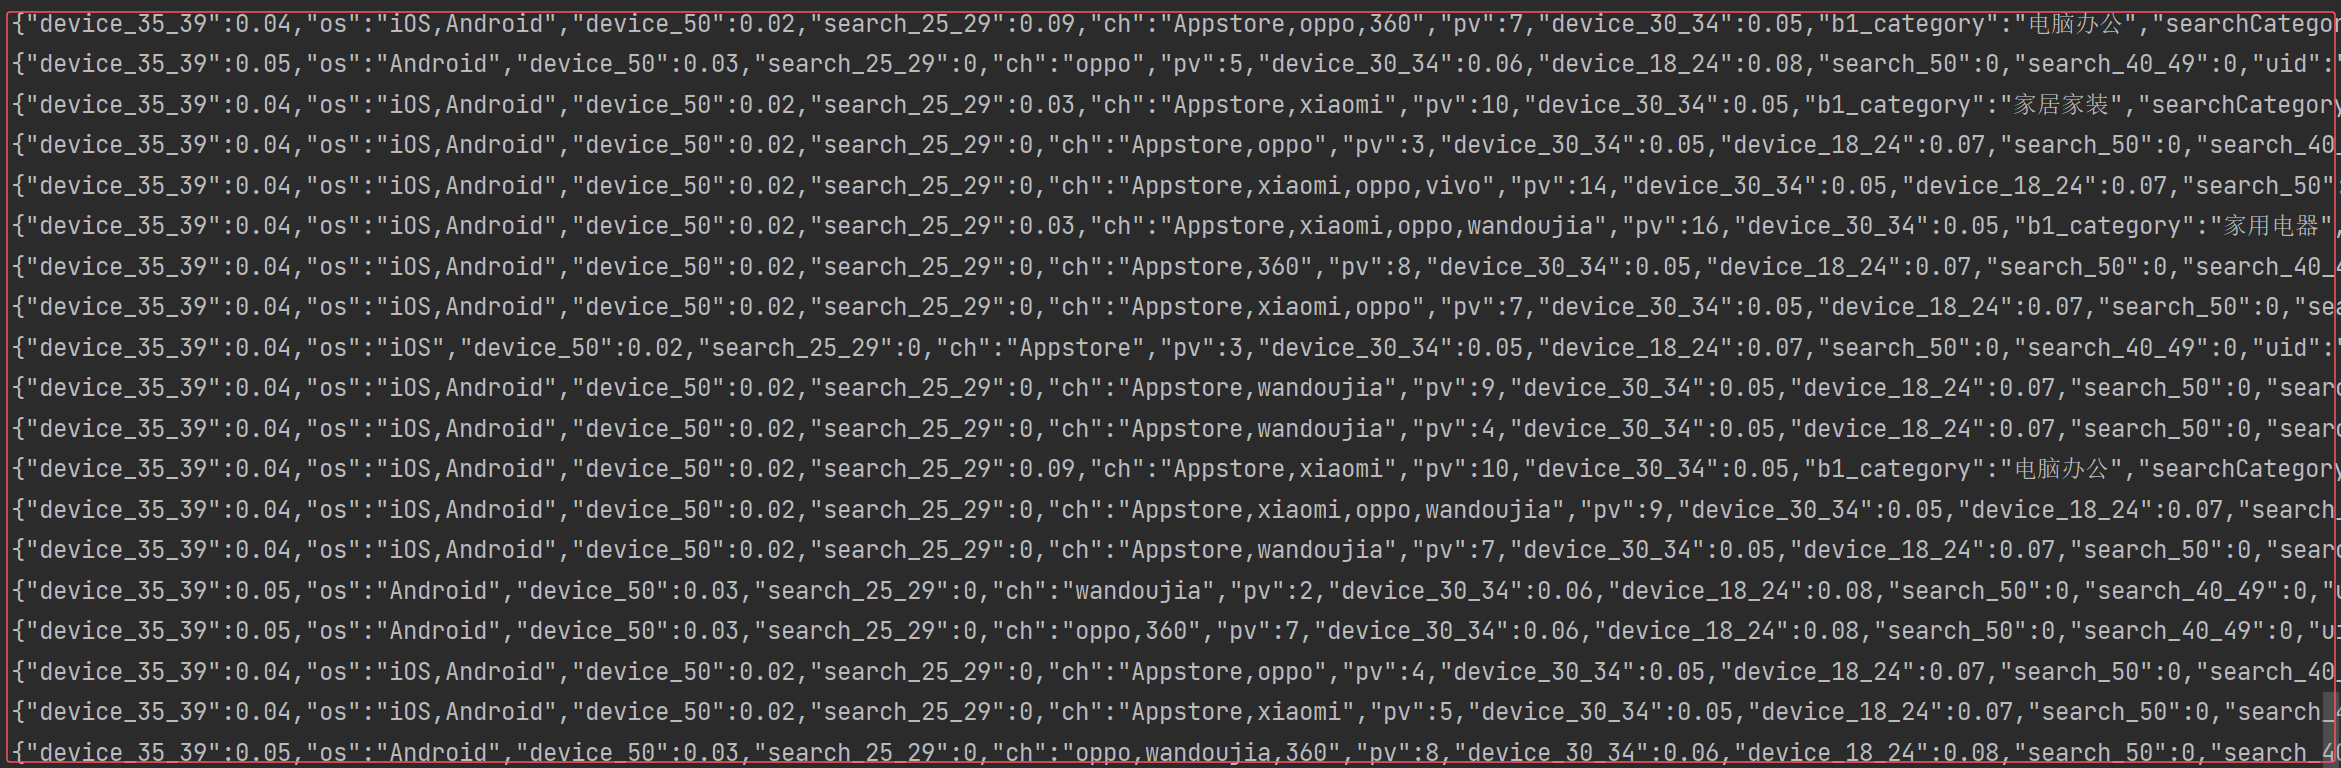 {"device_35_39":0.04,"os":"iOS,Android","device_50":0.02,"search_25_29":0.09,"ch":"Appstore,oppo,360","pv":7,"device_30_34":0.05,"b1_category":"电脑办公","searchCategor
{"device_35_39":0.05,"os":"Android","device_50":0.03,"search_25_29":0,"ch":"oppo","pv":5,"device_30_34":0.06,"device_18_24":0.08,"search_50":0,"search_40_49":0,"uid":"
{"device_35_39":0.04,"os":"iOS,Android","device_50":0.02,"search_25_29":0.03,"ch":"Appstore,xiaomi","pv":10,"device_30_34":0.05,"b1_category":"家居家装","searchCategory
{"device_35_39":0.04,"os":"iOS,Android","device_50":0.02,"search_25_29":0,"ch":"Appstore,oppo","pv":3,"device_30_34":0.05,"device_18_24":0.07,"search_50":0,"search_40_
{"device_35_39":0.04,"os":"iOS,Android","device_50":0.02,"search_25_29":0,"ch":"Appstore,xiaomi,oppo,vivo","pv":14,"device_30_34":0.05,"device_18_24":0.07,"search_50":
{"device_35_39":0.04,"os":"iOS,Android","device_50":0.02,"search_25_29":0.03,"ch":"Appstore,xiaomi,oppo,wandoujia","pv":16,"device_30_34":0.05,"b1_category":"家用电器",
{"device_35_39":0.04,"os":"iOS,Android","device_50":0.02,"search_25_29":0,"ch":"Appstore,360","pv":8,"device_30_34":0.05,"device_18_24":0.07,"search_50":0,"search_40_4
{"device_35_39":0.04,"os":"iOS,Android","device_50":0.02,"search_25_29":0,"ch":"Appstore,xiaomi,oppo","pv":7,"device_30_34":0.05,"device_18_24":0.07,"search_50":0,"sea
{"device_35_39":0.04,"os":"iOS","device_50":0.02,"search_25_29":0,"ch":"Appstore","pv":3,"device_30_34":0.05,"device_18_24":0.07,"search_50":0,"search_40_49":0,"uid":"
{"device_35_39":0.04,"os":"iOS,Android","device_50":0.02,"search_25_29":0,"ch":"Appstore,wandoujia","pv":9,"device_30_34":0.05,"device_18_24":0.07,"search_50":0,"searc
{"device_35_39":0.04,"os":"iOS,Android","device_50":0.02,"search_25_29":0,"ch":"Appstore,wandoujia","pv":4,"device_30_34":0.05,"device_18_24":0.07,"search_50":0,"searc
{"device_35_39":0.04,"os":"iOS,Android","device_50":0.02,"search_25_29":0.09,"ch":"Appstore,xiaomi","pv":10,"device_30_34":0.05,"b1_category":"电脑办公","searchCategory
{"device_35_39":0.04,"os":"iOS,Android","device_50":0.02,"search_25_29":0,"ch":"Appstore,xiaomi,oppo,wandoujia","pv":9,"device_30_34":0.05,"device_18_24":0.07,"search_
{"device_35_39":0.04,"os":"iOS,Android","device_50":0.02,"search_25_29":0,"ch":"Appstore,wandoujia","pv":7,"device_30_34":0.05,"device_18_24":0.07,"search_50":0,"searc
{"device_35_39":0.05,"os":"Android","device_50":0.03,"search_25_29":0,"ch":"wandoujia","pv":2,"device_30_34":0.06,"device_18_24":0.08,"search_50":0,"search_40_49":0,"u
{"device_35_39":0.05,"os":"Android","device_50":0.03,"search_25_29":0,"ch":"oppo,360","pv":7,"device_30_34":0.06,"device_18_24":0.08,"search_50":0,"search_40_49":0,"ui
{"device_35_39":0.04,"os":"iOS,Android","device_50":0.02,"search_25_29":0,"ch":"Appstore,oppo","pv":4,"device_30_34":0.05,"device_18_24":0.07,"search_50":0,"search_40_
{"device_35_39":0.04,"os":"iOS,Android","device_50":0.02,"search_25_29":0,"ch":"Appstore,xiaomi","pv":5,"device_30_34":0.05,"device_18_24":0.07,"search_50":0,"search_4
{"device_35_39":0.05,"os":"Android","device_50":0.03,"search_25_29":0,"ch":"oppo,wandoujia,360","pv":8,"device_30_34":0.06,"device_18_24":0.08,"search_50":0,"search_40